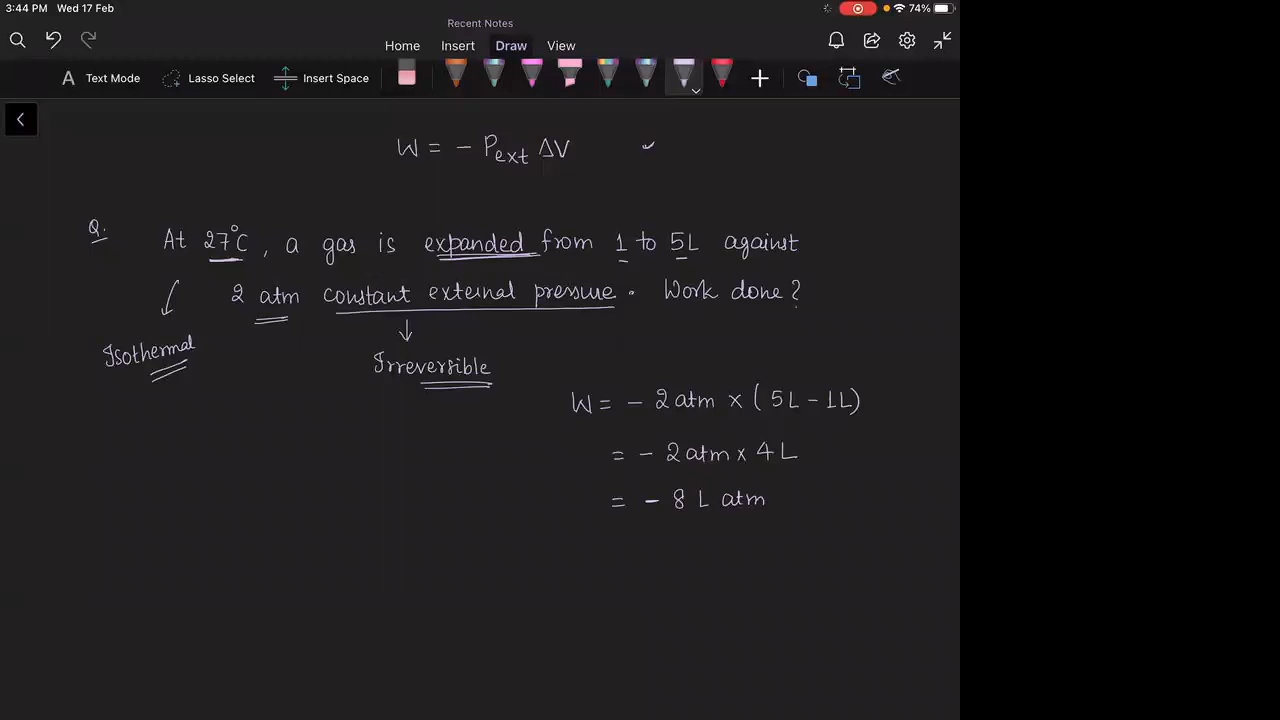 3:44 PM Wed 17 Feb
74%
Recent Notes
Home Insert Draw View
A Text Mode Lasso Select Insert Space
W = - Pext ΔV
Q. At 27°C, a gas is expanded from 1 to 5L against
2 atm constant external pressure. Work done?
Isothermal
Irreversible
W = - 2 atm × (5L - 1L)
= - 2 atm × 4 L
= - 8 L atm